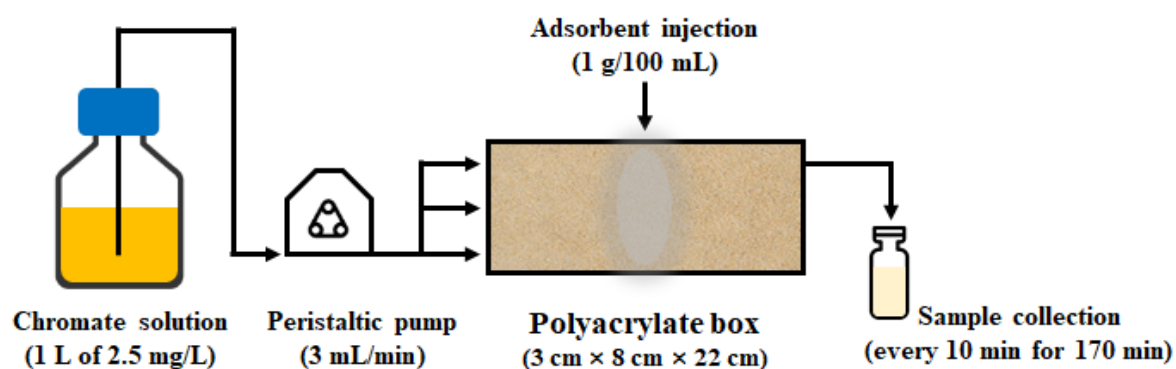 Adsorbent injection
(1 g/100 mL)
Chromate solution
(1 L of 2.5 mg/L)
Peristaltic pump
(3 mL/min)
Polyacrylate box
(3 cm × 8 cm × 22 cm)
Sample collection
(every 10 min for 170 min)